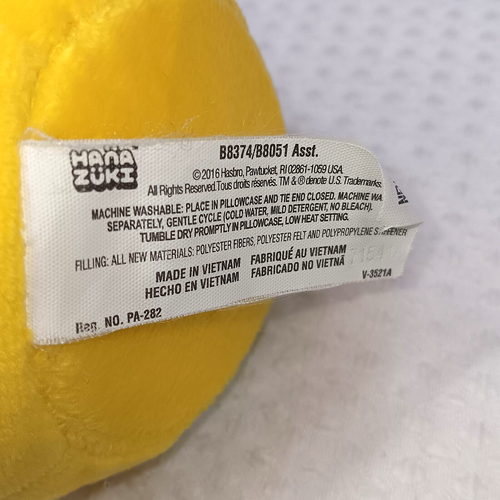 HANA
ZUKI
B8374/B8051 Asst.
©2016 Hasbro, Pawtucket, RI 02861-1059 USA.
All Rights Reserved.Tous droits réservés. TM & ® denote U.S. Trademarks.
MACHINE WASHABLE: PLACE IN PILLOWCASE AND TIE END CLOSED. MACHINE WA
SEPARATELY, GENTLE CYCLE (COLD WATER, MILD DETERGENT, NO BLEACH).
TUMBLE DRY PROMPTLY IN PILLOWCASE, LOW HEAT SETTING.
FILLING: ALL NEW MATERIALS: POLYESTER FIBERS, POLYESTER FELT AND POLYPROPYLENE
MADE IN VIETNAM FABRIQUÉ AU VIETNAM
HECHO EN VIETNAM FABRICADO NO VIETNÃ
V-3521A
Reg. NO. PA-282